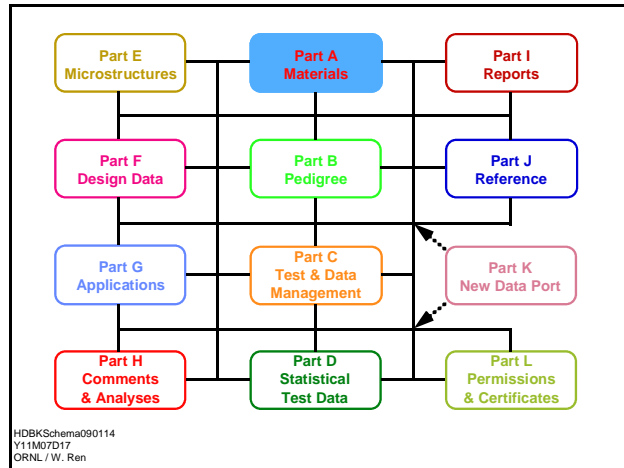 Part E
Microstructures
Part A
Materials
Part I
Reports
Part F
Design Data
Part B
Pedigree
Part J
Reference
Part G
Applications
Part C
Test & Data
Management
Part K
New Data Port
Part H
Comments
& Analyses
Part D
Statistical
Test Data
Part L
Permissions
& Certificates
HDBKSchema090114
Y11M07D17
ORNL / W. Ren